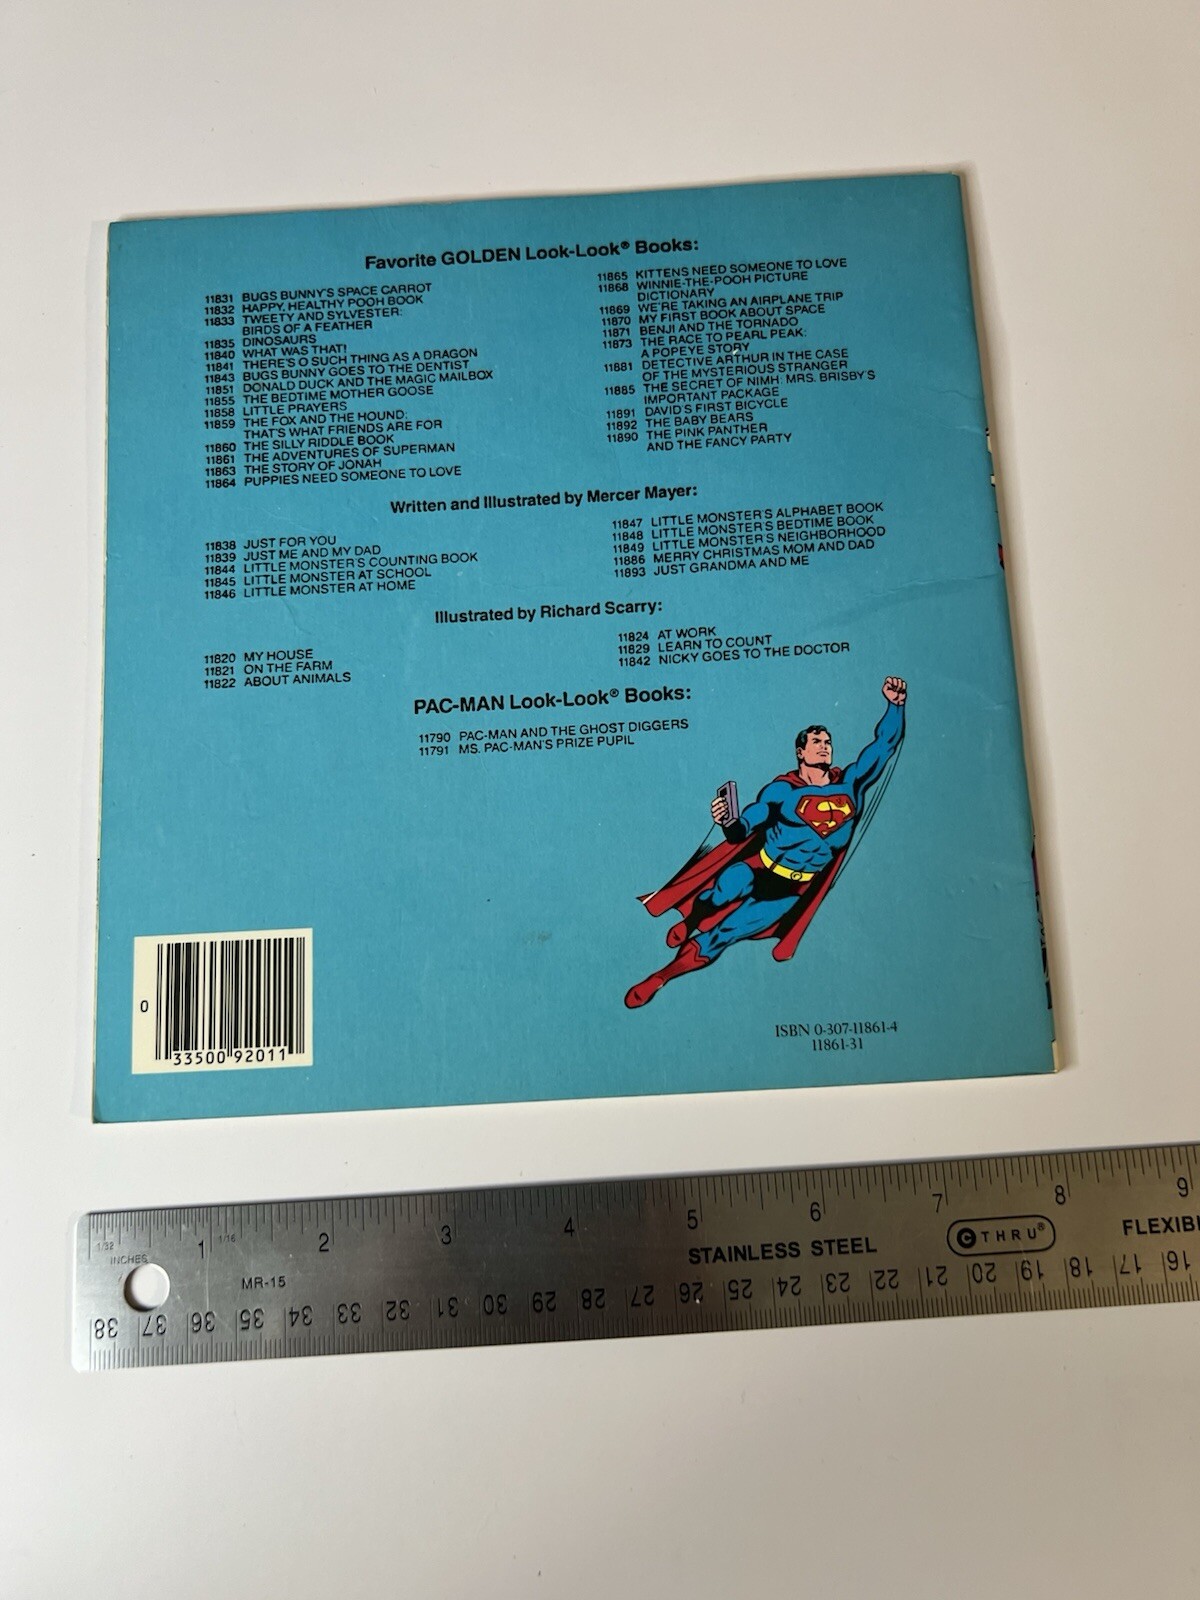 Favorite GOLDEN Look-Look® Books:
11831 BUGS BUNNY'S SPACE CARROT
11832 HAPPY, HEALTHY POOH BOOK
11833 TWEETY AND SYLVESTER:
BIRDS OF A FEATHER
11835 DINOSAURS
11840 WHAT WAS THAT!
11841 THERE'S O SUCH THING AS A DRAGON
11843 BUGS BUNNY GOES TO THE DENTIST
11851 DONALD DUCK AND THE MAGIC MAILBOX
11855 THE BEDTIME MOTHER GOOSE
11858 LITTLE PRAYERS
11859 THE FOX AND THE HOUND:
THAT'S WHAT FRIENDS ARE FOR
11860 THE SILLY RIDDLE BOOK
11861 THE ADVENTURES OF SUPERMAN
11863 THE STORY OF JONAH
11864 PUPPIES NEED SOMEONE TO LOVE
11865 KITTENS NEED SOMEONE TO LOVE
11868 WINNIE-THE-POOH PICTURE
DICTIONARY
11869 WE'RE TAKING AN AIRPLANE TRIP
11870 MY FIRST BOOK ABOUT SPACE
11871 BENJI AND THE TORNADO
11873 THE RACE TO PEARL PEAK:
A POPEYE STORY
11881 DETECTIVE ARTHUR IN THE CASE
OF THE MYSTERIOUS STRANGER
11885 THE SECRET OF NIMH: MRS. BRISBY'S
IMPORTANT PACKAGE
11891 DAVID'S FIRST BICYCLE
11892 THE BABY BEARS
11890 THE PINK PANTHER
AND THE FANCY PARTY
Written and Illustrated by Mercer Mayer:
11838 JUST FOR YOU
11839 JUST ME AND MY DAD
11844 LITTLE MONSTER'S COUNTING BOOK
11845 LITTLE MONSTER AT SCHOOL
11846 LITTLE MONSTER AT HOME
11847 LITTLE MONSTER'S ALPHABET BOOK
11848 LITTLE MONSTER'S BEDTIME BOOK
11849 LITTLE MONSTER'S NEIGHBORHOOD
11886 MERRY CHRISTMAS MOM AND DAD
11893 JUST GRANDMA AND ME
Illustrated by Richard Scarry:
11820 MY HOUSE
11821 ON THE FARM
11822 ABOUT ANIMALS
11824 AT WORK
11829 LEARN TO COUNT
11842 NICKY GOES TO THE DOCTOR
PAC-MAN Look-Look® Books:
11790 PAC-MAN AND THE GHOST DIGGERS
11791 MS. PAC-MAN'S PRIZE PUPIL
S
0 33500 92011
ISBN 0-307-11861-4
11861-31
1 2 3 4 5 6 7 8 9
1/32 1/16
INCHES
MR-15
STAINLESS STEEL
C THRU®
FLEXIB
38 37 36 35 34 33 32 31 30 29 28 27 26 25 24 23 22 21 20 19 18 17 16